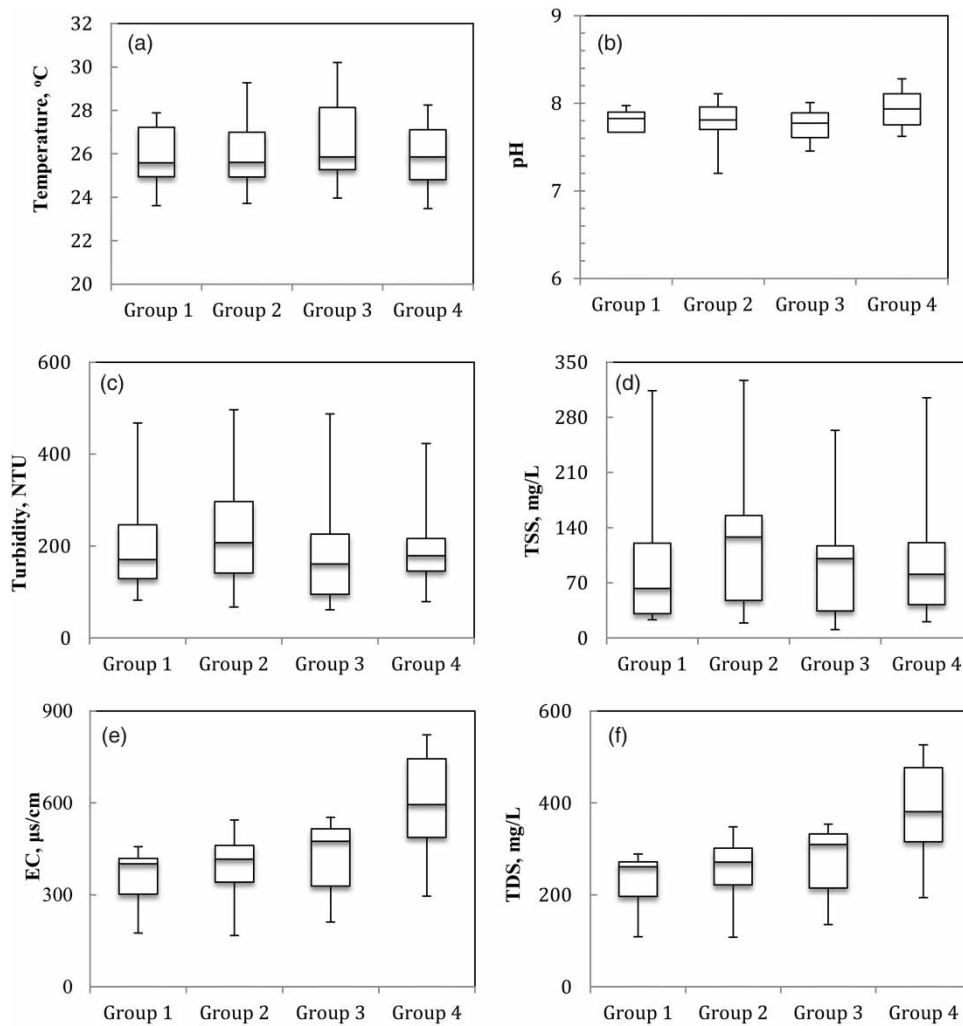 (a)
Temperature, ºC
32
30
28
26
24
22
20
Group 1 Group 2 Group 3 Group 4
(b)
pH
9
8
7
6
Group 1 Group 2 Group 3 Group 4
(c)
Turbidity, NTU
600
400
200
0
Group 1 Group 2 Group 3 Group 4
(d)
TSS, mg/L
350
280
210
140
70
0
Group 1 Group 2 Group 3 Group 4
(e)
EC, µs/cm
900
600
300
0
Group 1 Group 2 Group 3 Group 4
(f)
TDS, mg/L
600
400
200
0
Group 1 Group 2 Group 3 Group 4